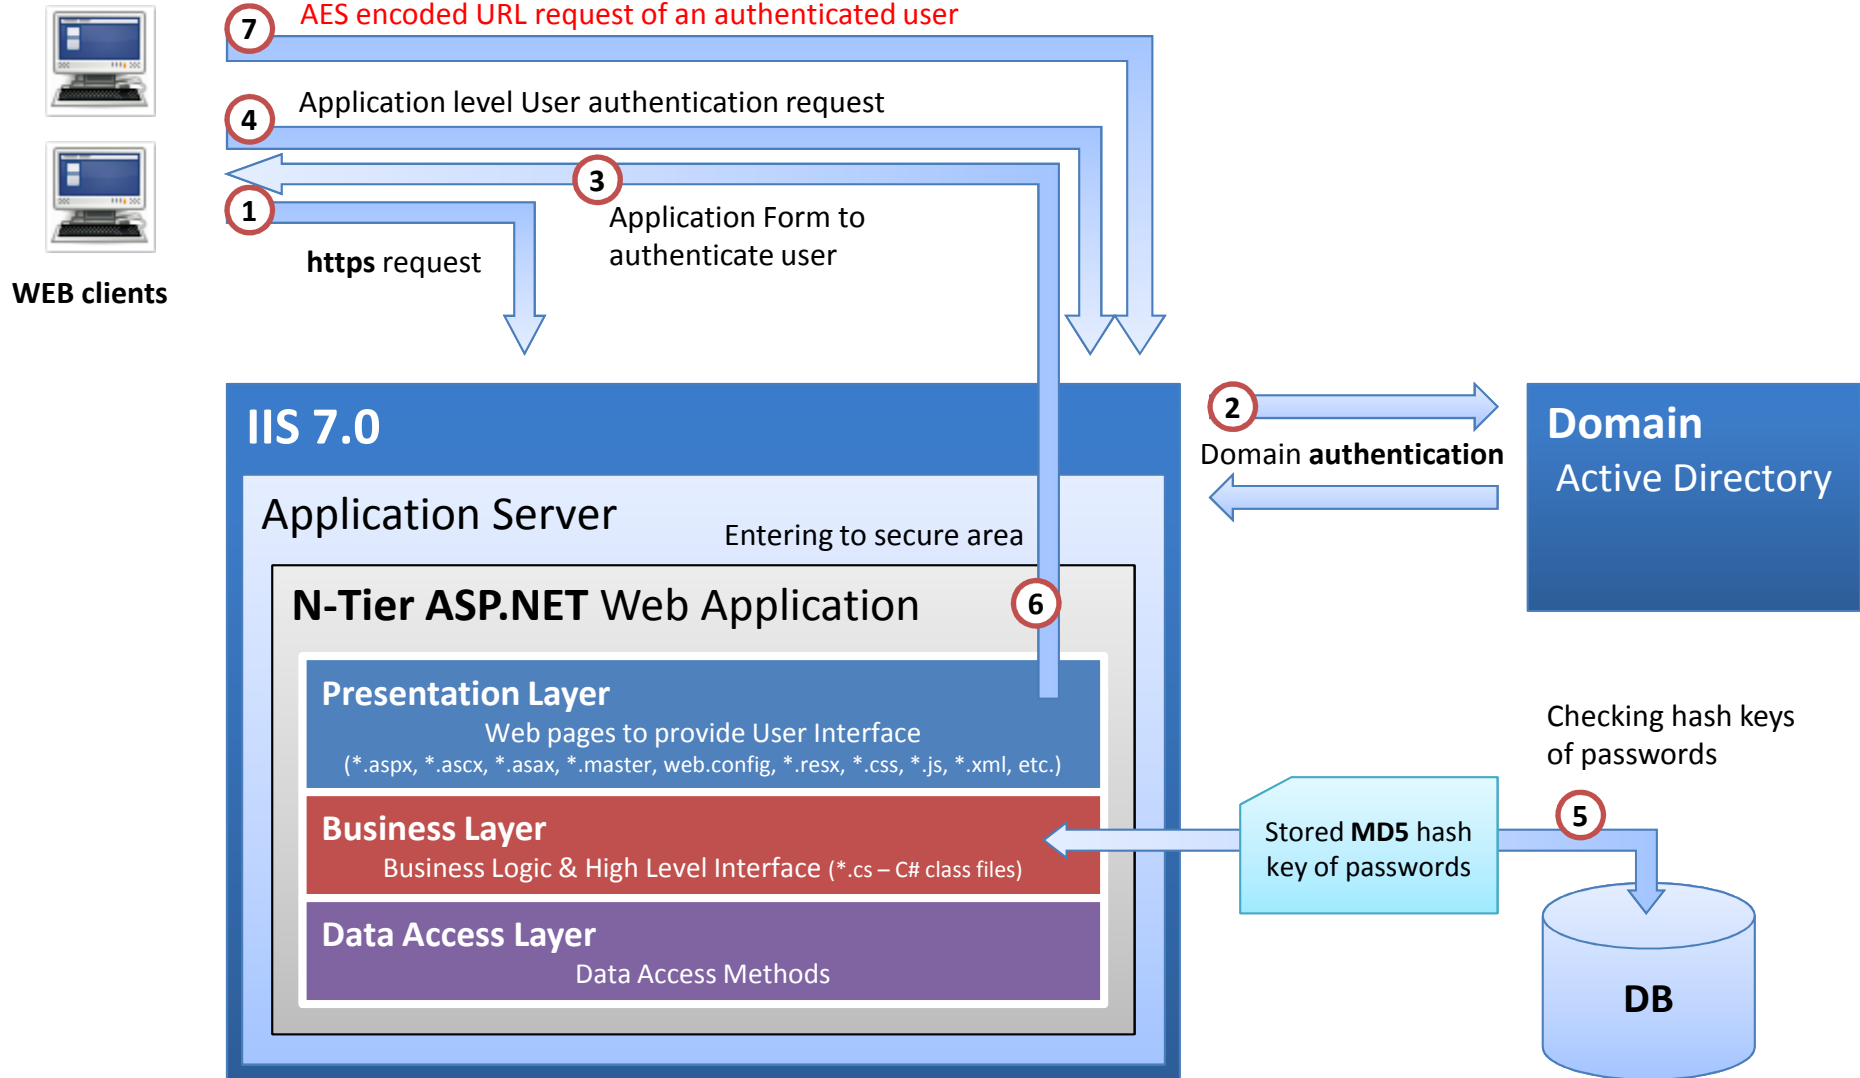 7
AES encoded URL request of an authenticated user
4
Application level User authentication request
3
1
Application Form to
authenticate user
https request
WEB clients
IIS 7.0
2
Domain authentication
Domain
Active Directory
Application Server
Entering to secure area
N-Tier ASP.NET Web Application
6
Presentation Layer
Web pages to provide User Interface
(*.aspx, *.ascx, *.asax, *.master, web.config, *.resx, *.css, *.js, *.xml, etc.)
Business Layer
Business Logic & High Level Interface (*.cs – C# class files)
Data Access Layer
Data Access Methods
Checking hash keys
of passwords
5
Stored MD5 hash
key of passwords
DB